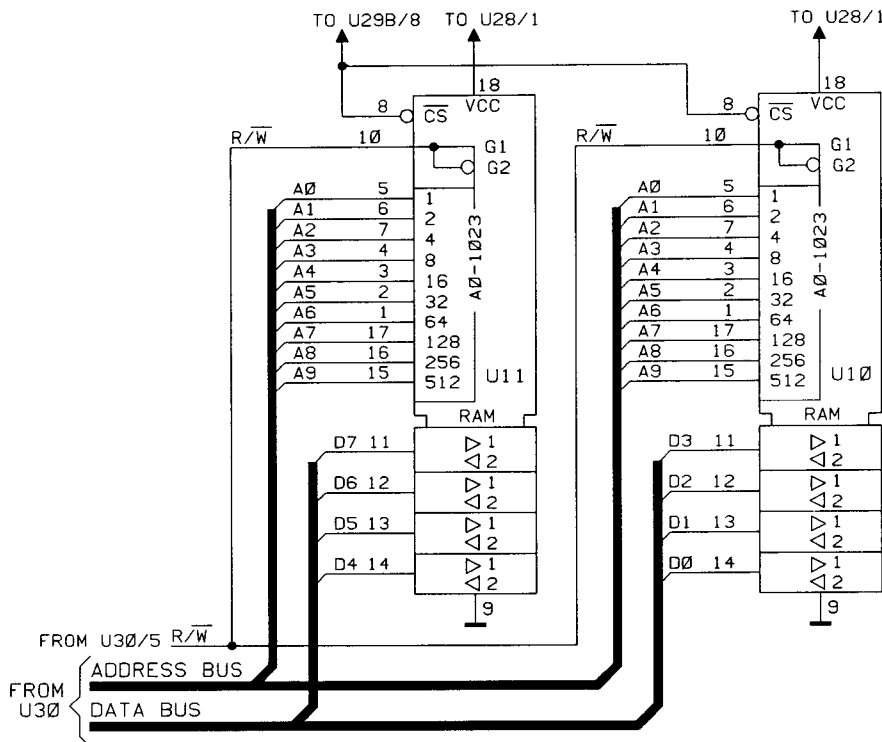 TO U29B/8 TO U28/1 TO U28/1
18 18
8 VCC 8 VCC
CS CS
R/W 10 G1 R/W 10 G1
G2 G2
A0 5 1 A0 5 1
A1 6 2 A1 6 2
A2 7 4 A2 7 4
A3 4 8 A3 4 8
A4 3 16 A4 3 16
A5 2 32 A5 2 32
A6 1 64 A6 1 64
A7 17 128 A7 17 128
A8 16 256 A8 16 256
A9 15 512 A9 15 512
A0-1023 A0-1023
U11 U10
RAM RAM
D7 11 1 D3 11 1
2 2
D6 12 1 D2 12 1
2 2
D5 13 1 D1 13 1
2 2
D4 14 1 D0 14 1
2 2
9 9
FROM U30/5 R/W
ADDRESS BUS
FROM
U30
DATA BUS